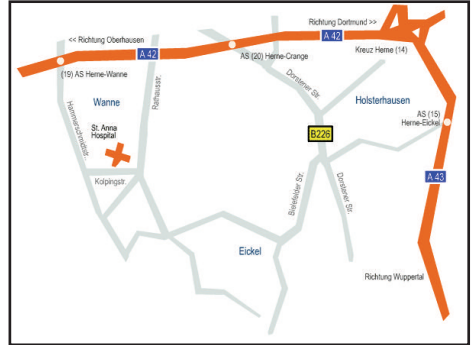 Richtung Dortmund >>
<< Richtung Oberhausen
A 42
A 42
Kreuz Herne (14)
AS (20) Herne-Crange
(19) AS Herne-Wanne
Dorstener Str.
Rathausstr.
Wanne
Holsterhausen
Hammerschmidtstr.
AS (15)
Herne-Eickel
St. Anna
Hospital
B226
Kolpingstr.
A 43
Bielefelder Str.
Dorstener Str.
Eickel
Richtung Wuppertal